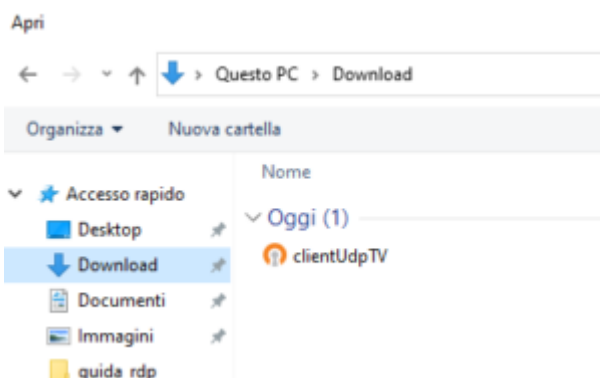 Apri
Questo PC > Download
Organizza Nuova cartella
Nome
Accesso rapido
Oggi (1)
Desktop
clientUdpTV
Download
Documenti
Immagini
guida rdp